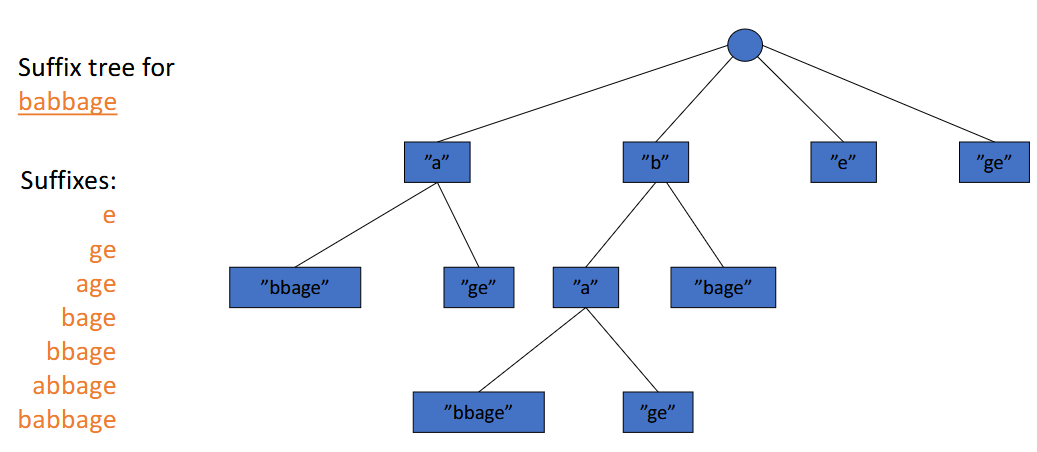 Suffix tree for
babbage
Suffixes:
e
ge
age
bage
bbage
abbage
babbage
”a”
”b”
”e”
”ge”
”bbage”
”ge”
”a”
”bage”
”bbage”
”ge”